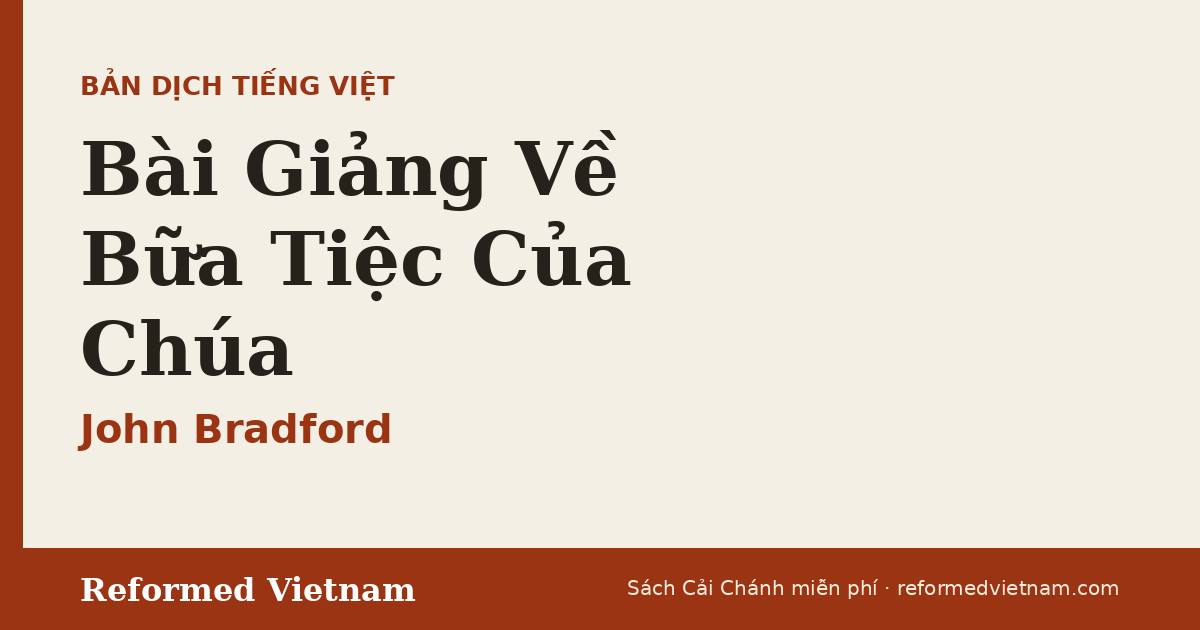 BẢN DỊCH TIẾNG VIỆT
Bài Giảng Về
Bữa Tiệc Của
Chúa
John Bradford
Reformed Vietnam
Sách Cải Chánh miễn phí · reformedvietnam.com